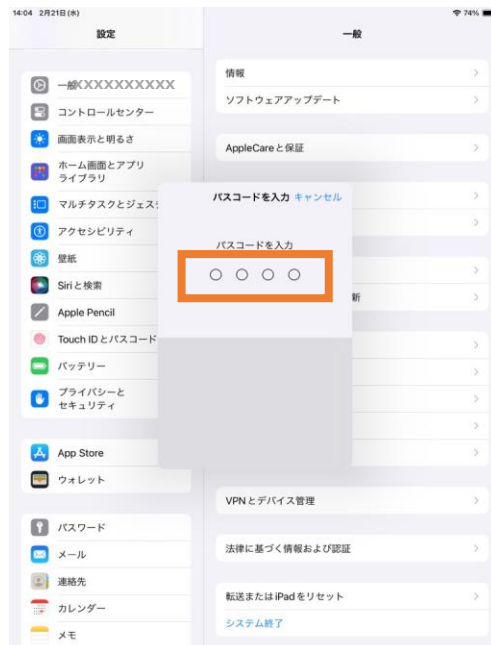 14:04 2月21日(水)
74%
設定
一般XXXXXXXXXX
コントロールセンター
画面表示と明るさ
ホーム画面とアプリ
ライブラリ
マルチタスクとジェス
アクセシビリティ
壁紙
Siriと検索
Apple Pencil
Touch IDとパスコード
バッテリー
プライバシーと
セキュリティ
App Store
ウォレット
パスワード
メール
連絡先
カレンダー
メモ
一般
情報
ソフトウェアアップデート
AppleCareと保証
パスコードを入力 キャンセル
パスコードを入力
新
VPNとデバイス管理
法律に基づく情報および認証
転送またはiPadをリセット
システム終了